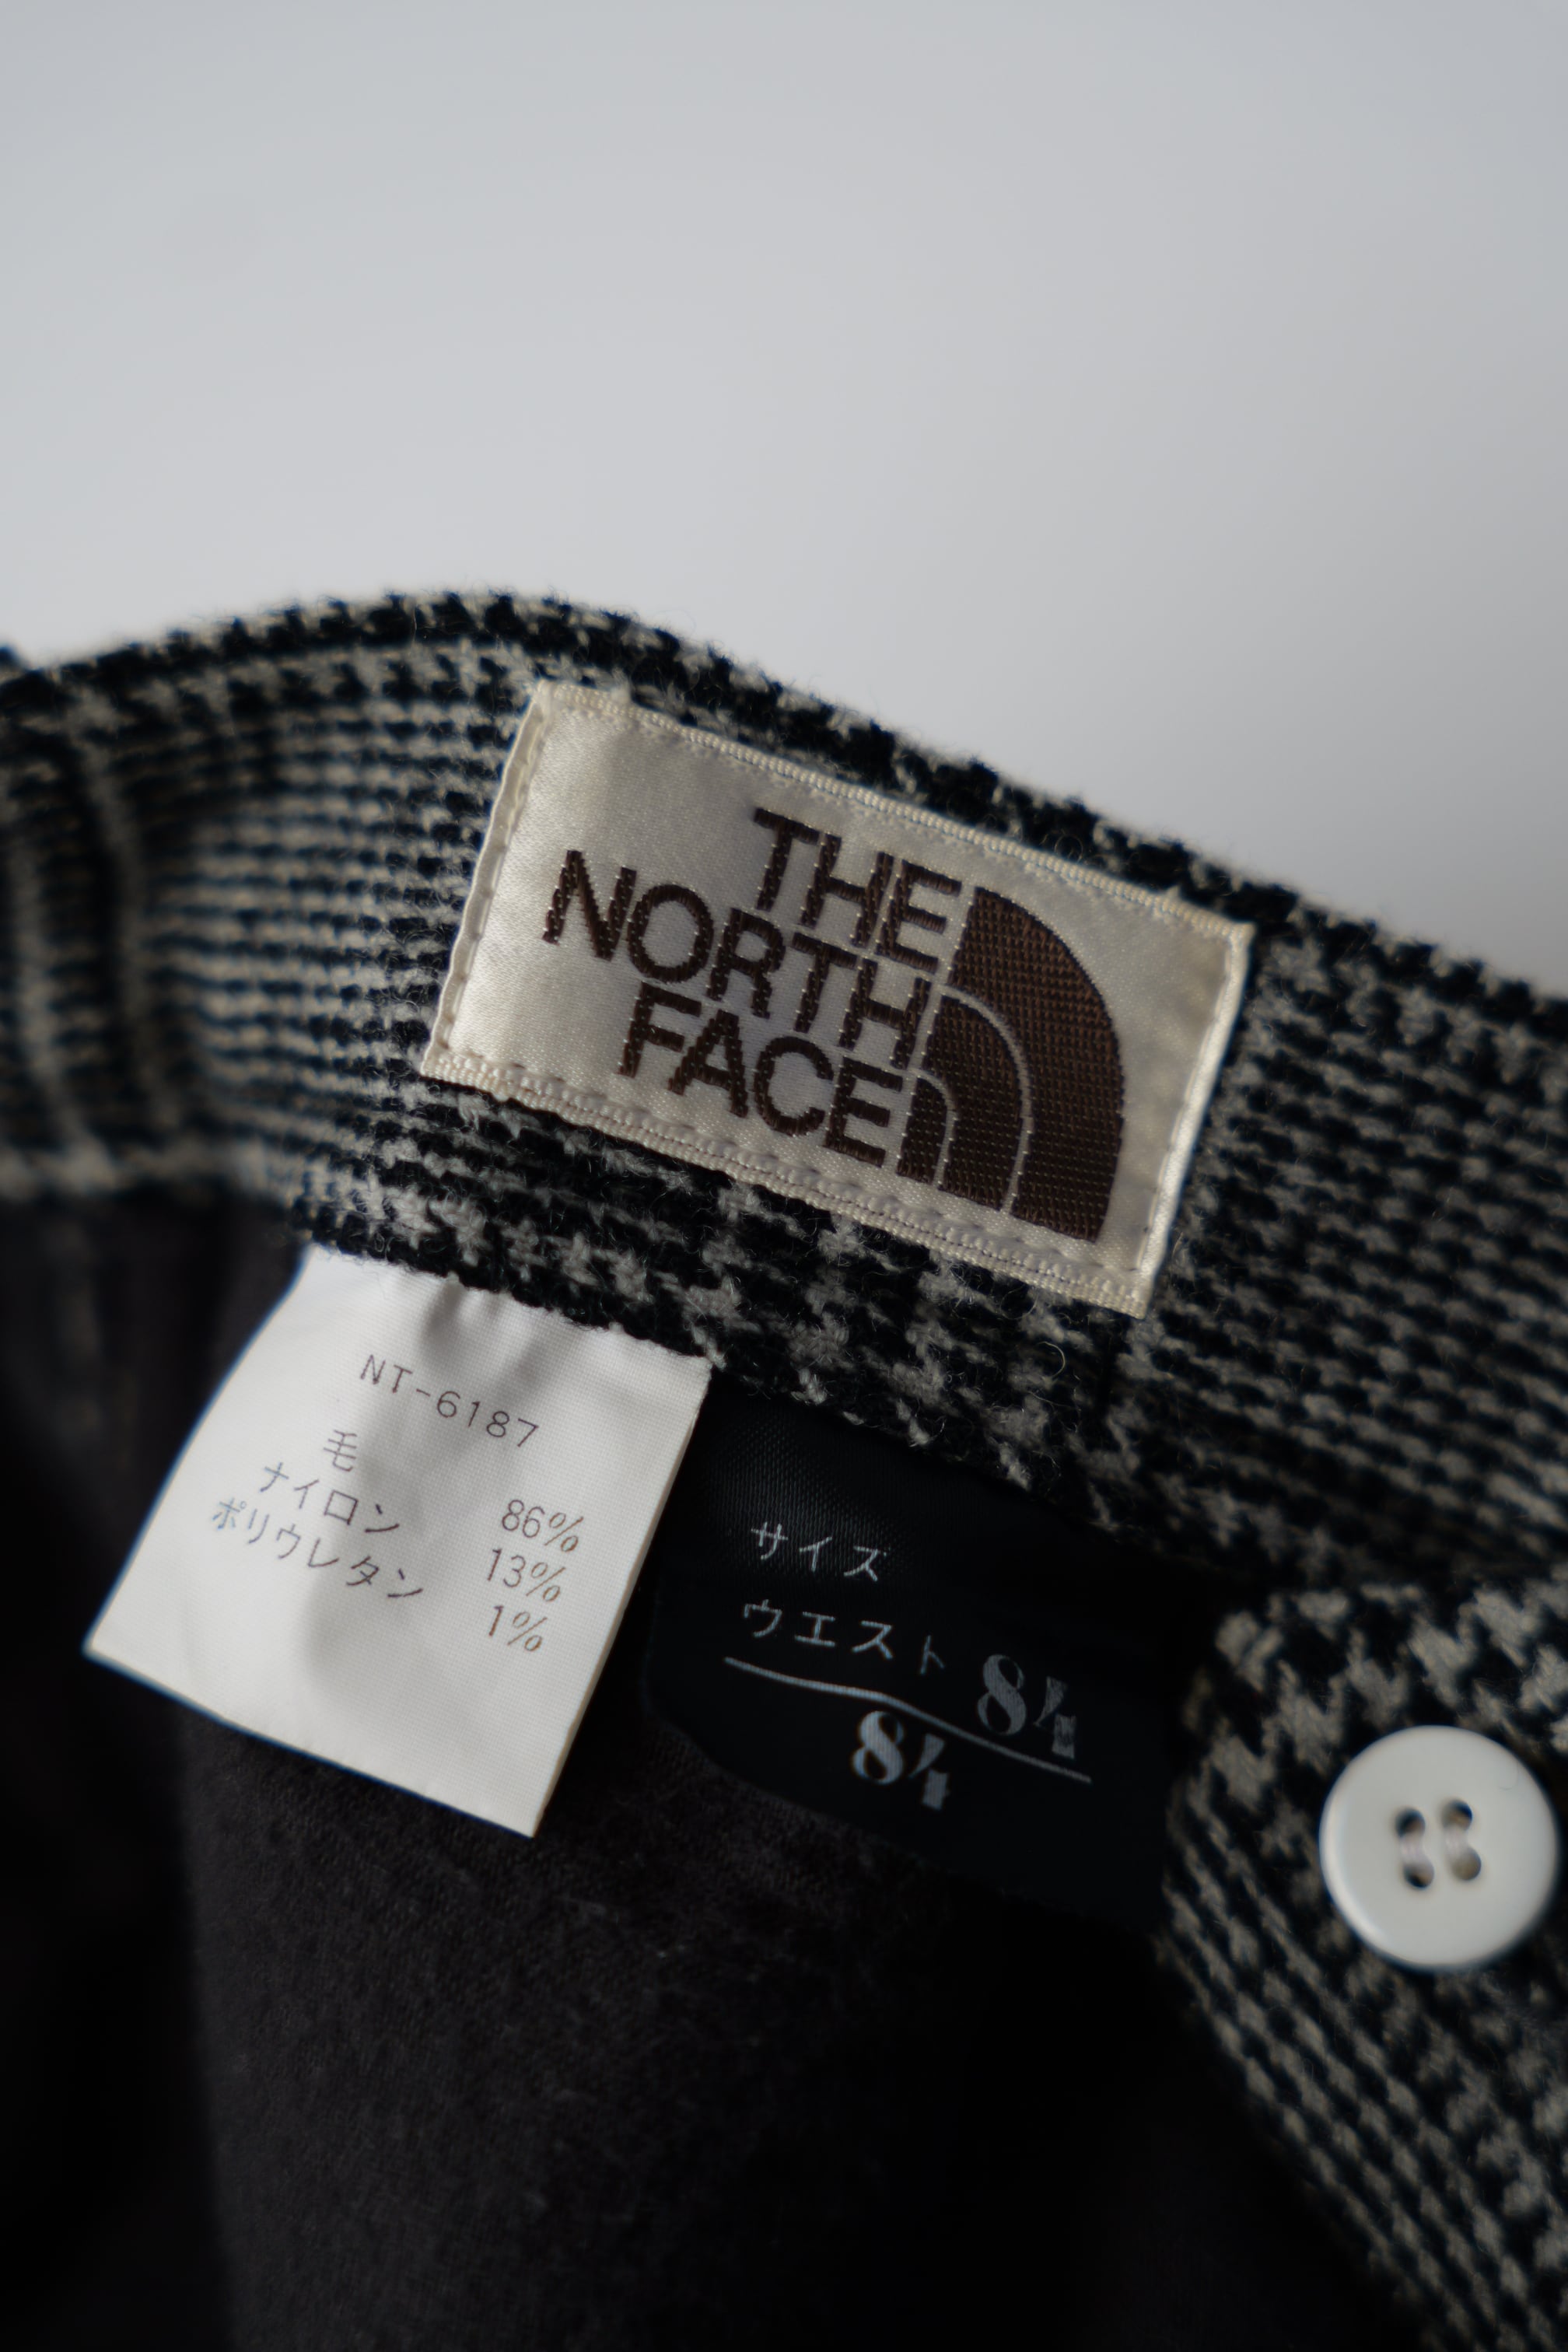 THE
NORTH
FACE
NT-6187
毛 86%
ナイロン 13%
ポリウレタン 1%
サイズ
ウエスト 84
84